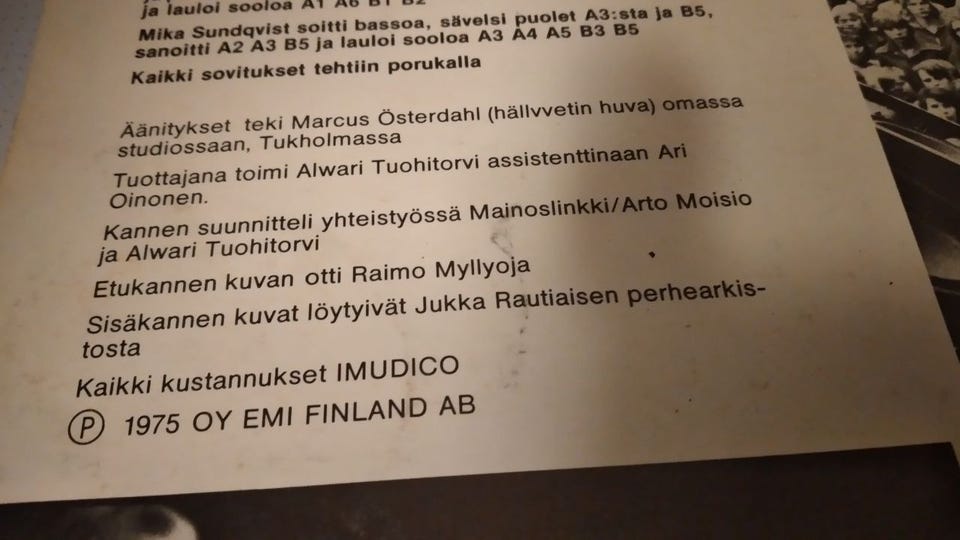 ja lauloi sooloa A1 A6 B1 B2
Mika Sundqvist soitti bassoa, sävelsi puolet A3:sta ja B5,
sanoitti A2 A3 B5 ja lauloi sooloa A3 A4 A5 B3 B5
Kaikki sovitukset tehtiin porukalla
Äänitykset teki Marcus Österdahl (hällvvetin huva) omassa
studiossaan, Tukholmassa
Tuottajana toimi Alwari Tuohitorvi assistenttinaan Ari
Oinonen.
Kannen suunnitteli yhteistyössä Mainoslinkki/Arto Moisio
ja Alwari Tuohitorvi
Etukannen kuvan otti Raimo Myllyoja
Sisäkannen kuvat löytyivät Jukka Rautiaisen perhearkis-
tosta
Kaikki kustannukset IMUDICO
Ⓟ 1975 OY EMI FINLAND AB